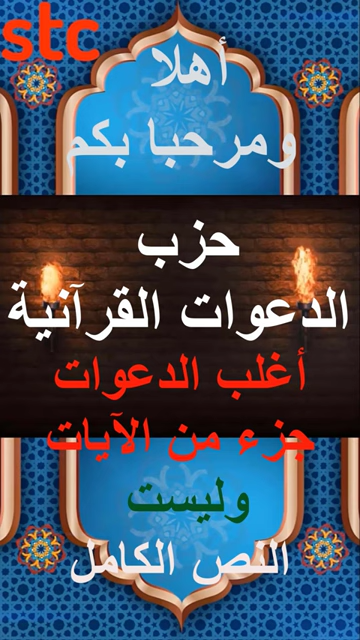 stc
أهلا
ومرحبا بكم
حزب
الدعوات القرآنية
أغلب الدعوات
جزء من الآيات
وليست
النص الكامل